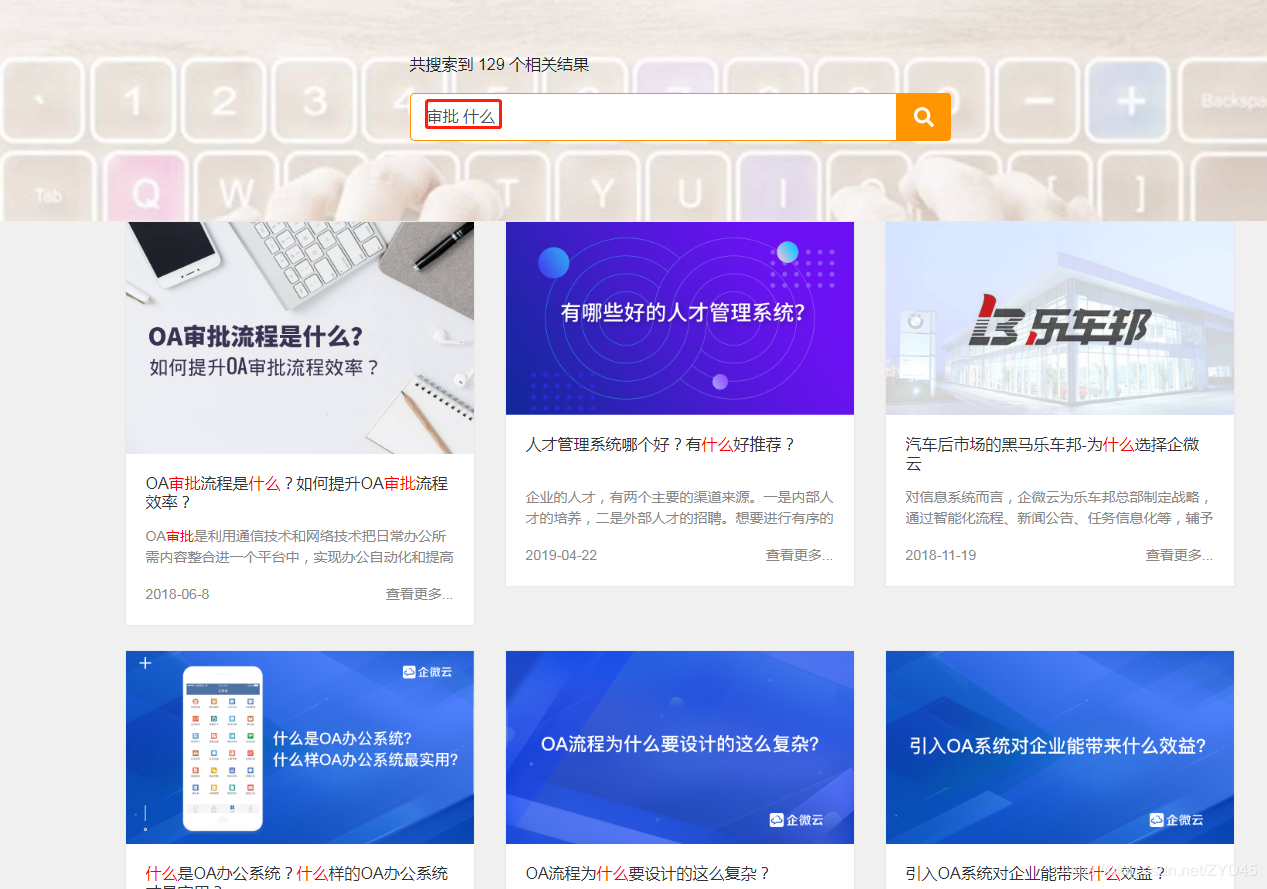 共搜索到 129 个相关结果
审批 什么
1
2
3
Backspa
Tab
Q
W
T
Y
U
I
[
]
OA审批流程是什么?
如何提升OA审批流程效率？
OA审批流程是什么？如何提升OA审批流程
效率？
OA审批是利用通信技术和网络技术把日常办公所
需内容整合进一个平台中，实现办公自动化和提高
2018-06-8
查看更多...
有哪些好的人才管理系统?
人才管理系统哪个好？有什么好推荐？
企业的人才，有两个主要的渠道来源。一是内部人
才的培养，二是外部人才的招聘。想要进行有序的
2019-04-22
查看更多...
乐车邦
汽车后市场的黑马乐车邦-为什么选择企微
云
对信息系统而言，企微云为乐车邦总部制定战略，
通过智能化流程、新闻公告、任务信息化等，辅予
2018-11-19
查看更多...
企微云
什么是OA办公系统?
什么样OA办公系统最实用?
什么是OA办公系统？什么样的OA办公系统
才最实用？
OA流程为什么要设计的这么复杂?
企微云
OA流程为什么要设计的这么复杂？
引入OA系统对企业能带来什么效益?
企微云
引入OA系统对企业能带来什么效益？